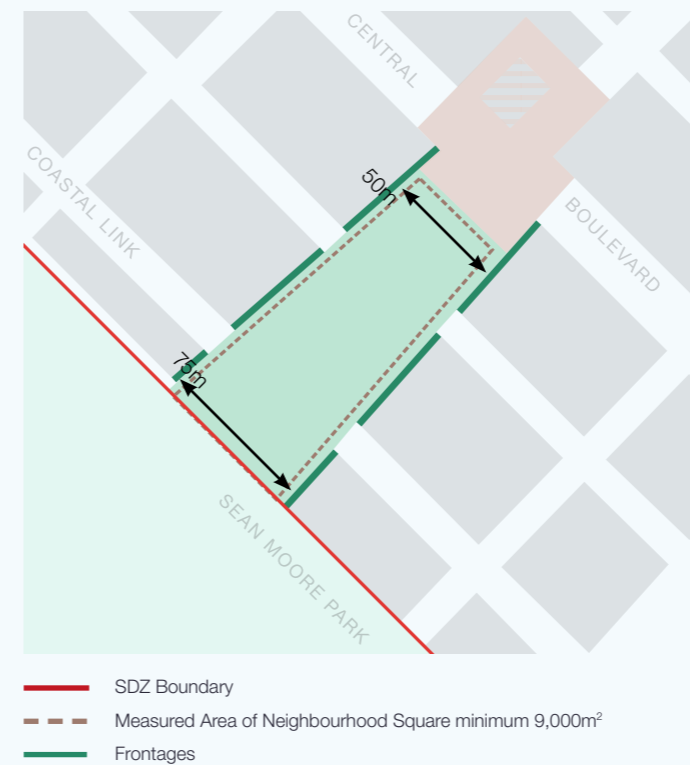 CENTRAL
COASTAL LINK
50m
BOULEVARD
75m
SEAN MOORE PARK
SDZ Boundary
Measured Area of Neighbourhood Square minimum 9,000m²
Frontages